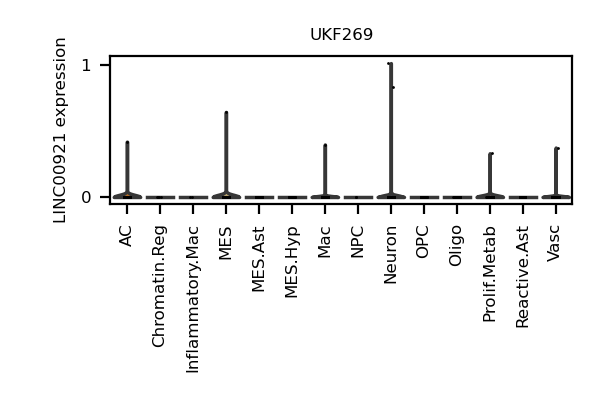 UKF269
LINC00921 expression
1
0
AC
Chromatin.Reg
Inflammatory.Mac
MES
MES.Ast
MES.Hyp
Mac
NPC
Neuron
OPC
Oligo
Prolif.Metab
Reactive.Ast
Vasc